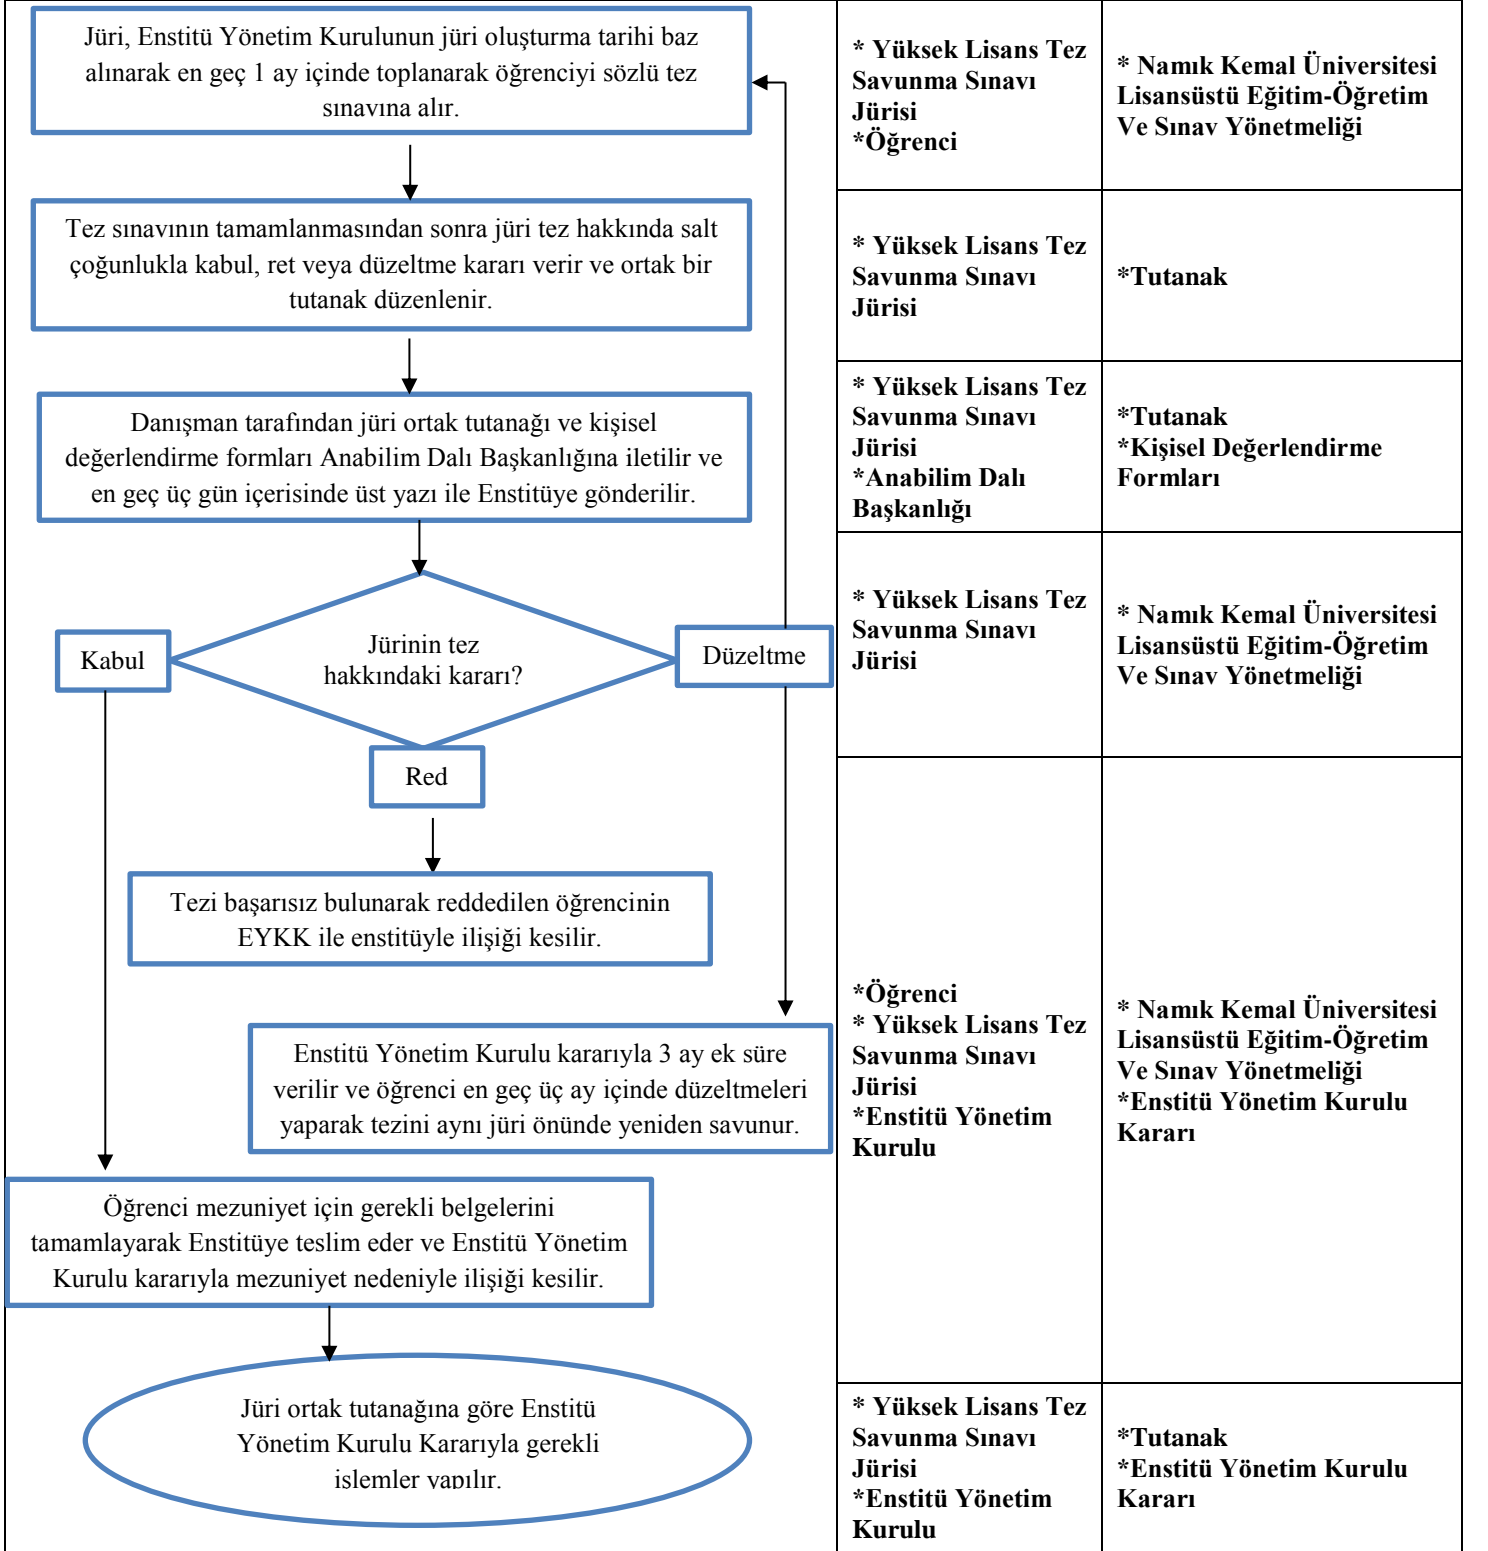 Jüri, Enstitü Yönetim Kurulunun jüri oluşturma tarihi baz
alınarak en geç 1 ay içinde toplanarak öğrenciyi sözlü tez
sınavına alır.
* Yüksek Lisans Tez
Savunma Sınavı
Jürisi
*Öğrenci
* Namık Kemal Üniversitesi
Lisansüstü Eğitim-Öğretim
Ve Sınav Yönetmeliği
Tez sınavının tamamlanmasından sonra jüri tez hakkında salt
çoğunlukla kabul, ret veya düzeltme kararı verir ve ortak bir
tutanak düzenlenir.
* Yüksek Lisans Tez
Savunma Sınavı
Jürisi
*Tutanak
Danışman tarafından jüri ortak tutanağı ve kişisel
değerlendirme formları Anabilim Dalı Başkanlığına iletilir ve
en geç üç gün içerisinde üst yazı ile Enstitüye gönderilir.
* Yüksek Lisans Tez
Savunma Sınavı
Jürisi
*Anabilim Dalı
Başkanlığı
*Tutanak
*Kişisel Değerlendirme
Formları
Jürinin tez
hakkındaki kararı?
Kabul
Düzeltme
Red
* Yüksek Lisans Tez
Savunma Sınavı
Jürisi
* Namık Kemal Üniversitesi
Lisansüstü Eğitim-Öğretim
Ve Sınav Yönetmeliği
Tezi başarısız bulunarak reddedilen öğrencinin
EYKK ile enstitüyle ilişiği kesilir.
Enstitü Yönetim Kurulu kararıyla 3 ay ek süre
verilir ve öğrenci en geç üç ay içinde düzeltmeleri
yaparak tezini aynı jüri önünde yeniden savunur.
Öğrenci mezuniyet için gerekli belgelerini
tamamlayarak Enstitüye teslim eder ve Enstitü Yönetim
Kurulu kararıyla mezuniyet nedeniyle ilişiği kesilir.
*Öğrenci
* Yüksek Lisans Tez
Savunma Sınavı
Jürisi
*Enstitü Yönetim
Kurulu
* Namık Kemal Üniversitesi
Lisansüstü Eğitim-Öğretim
Ve Sınav Yönetmeliği
*Enstitü Yönetim Kurulu
Kararı
Jüri ortak tutanağına göre Enstitü
Yönetim Kurulu Kararıyla gerekli
işlemler yapılır.
* Yüksek Lisans Tez
Savunma Sınavı
Jürisi
*Enstitü Yönetim
Kurulu
*Tutanak
*Enstitü Yönetim Kurulu
Kararı